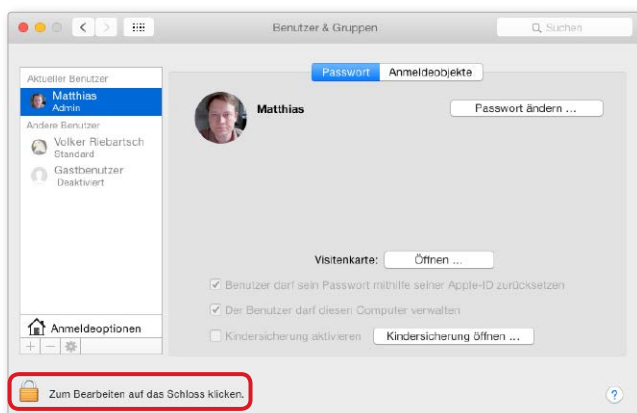 Benutzer & Gruppen
Suchen
Aktueller Benutzer
Matthias
Admin
Andere Benutzer
Volker Riebartsch
Standard
Gastbenutzer
Deaktiviert
Anmeldeoptionen
Passwort
Anmeldeobjekte
Matthias
Passwort ändern ...
Visitenkarte:
Öffnen ...
Benutzer darf sein Passwort mithilfe seiner Apple-ID zurücksetzen
Der Benutzer darf diesen Computer verwalten
Kindersicherung aktivieren
Kindersicherung öffnen ...
Zum Bearbeiten auf das Schloss klicken.
?